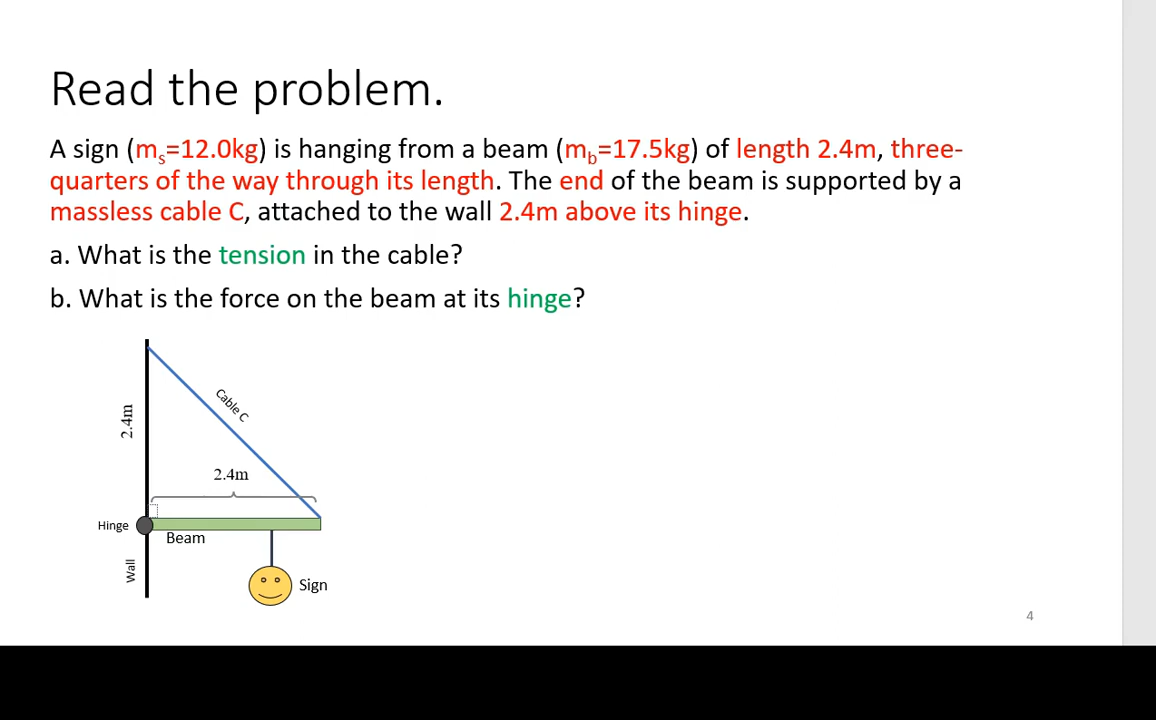 Read the problem.
A sign (mₛ=12.0kg) is hanging from a beam (m_b=17.5kg) of length 2.4m, three-
quarters of the way through its length. The end of the beam is supported by a
massless cable C, attached to the wall 2.4m above its hinge.
a. What is the tension in the cable?
b. What is the force on the beam at its hinge?
Cable C
2.4m
2.4m
Hinge
Beam
Wall
Sign
4